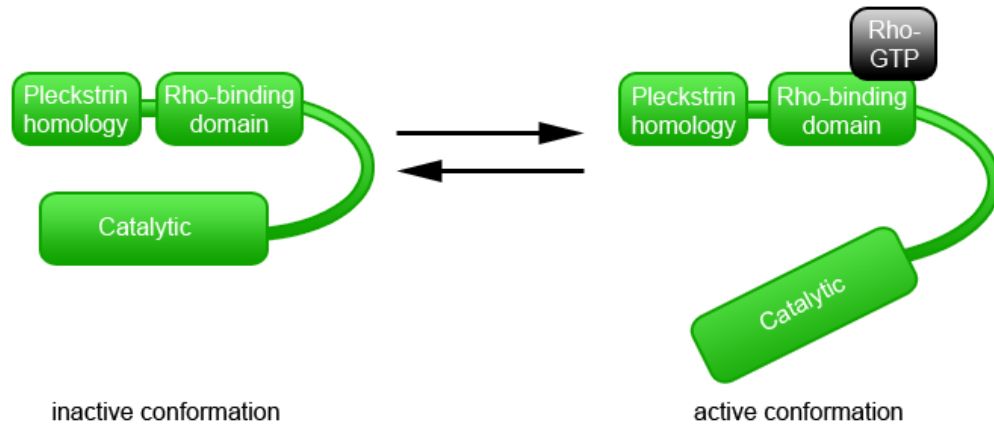 Pleckstrin
homology
Rho-binding
domain
Catalytic
inactive conformation
Rho-
GTP
Pleckstrin
homology
Rho-binding
domain
Catalytic
active conformation